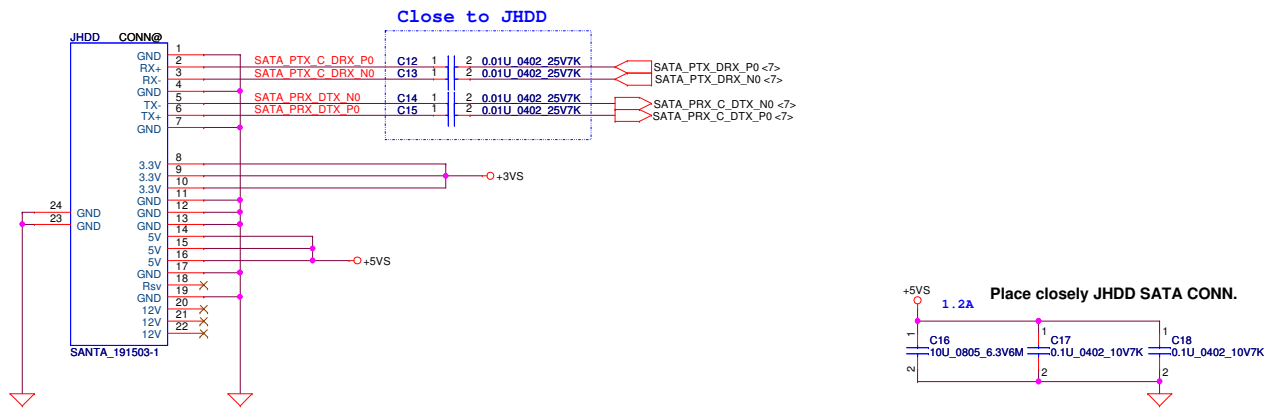 Close to JHDD
JHDD CONN@
GND 1
RX+ 2 SATA_PTX_C_DRX_P0 C12 1 2 0.01U_0402_25V7K SATA_PTX_DRX_P0 <7>
RX- 3 SATA_PTX_C_DRX_N0 C13 1 2 0.01U_0402_25V7K SATA_PTX_DRX_N0 <7>
GND 4
TX- 5 SATA_PRX_DTX_N0 C14 1 2 0.01U_0402_25V7K SATA_PRX_C_DTX_N0 <7>
TX+ 6 SATA_PRX_DTX_P0 C15 1 2 0.01U_0402_25V7K SATA_PRX_C_DTX_P0 <7>
GND 7
3.3V 8
3.3V 9 +3VS
3.3V 10
GND 11
24 GND GND 12
23 GND GND 13
5V 14
5V 15
5V 16 +5VS
GND 17
Rsv 18
GND 19
12V 20
12V 21
12V 22
SANTA_191503-1
+5VS
1.2A
Place closely JHDD SATA CONN.
1 C16 10U_0805_6.3V6M 2
1 C17 0.1U_0402_10V7K 2
1 C18 0.1U_0402_10V7K 2